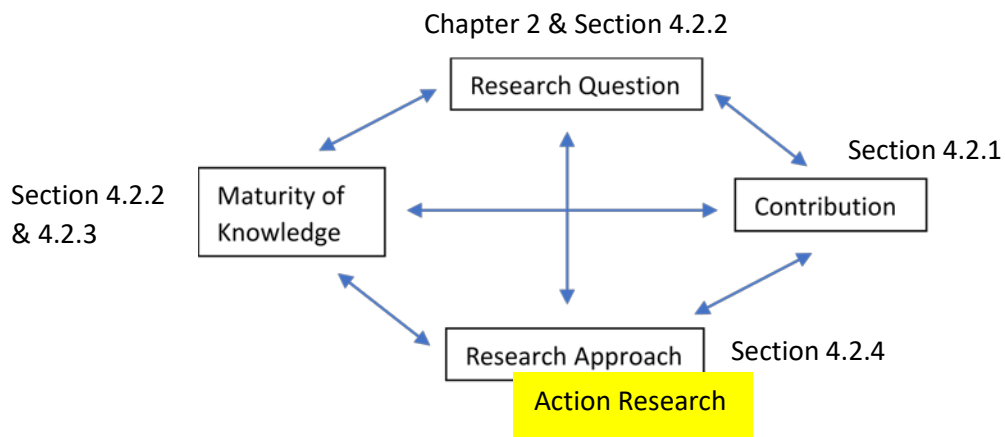 Chapter 2 & Section 4.2.2
Research Question
Section 4.2.1
Section 4.2.2
& 4.2.3
Maturity of
Knowledge
Contribution
Research Approach
Section 4.2.4
Action Research